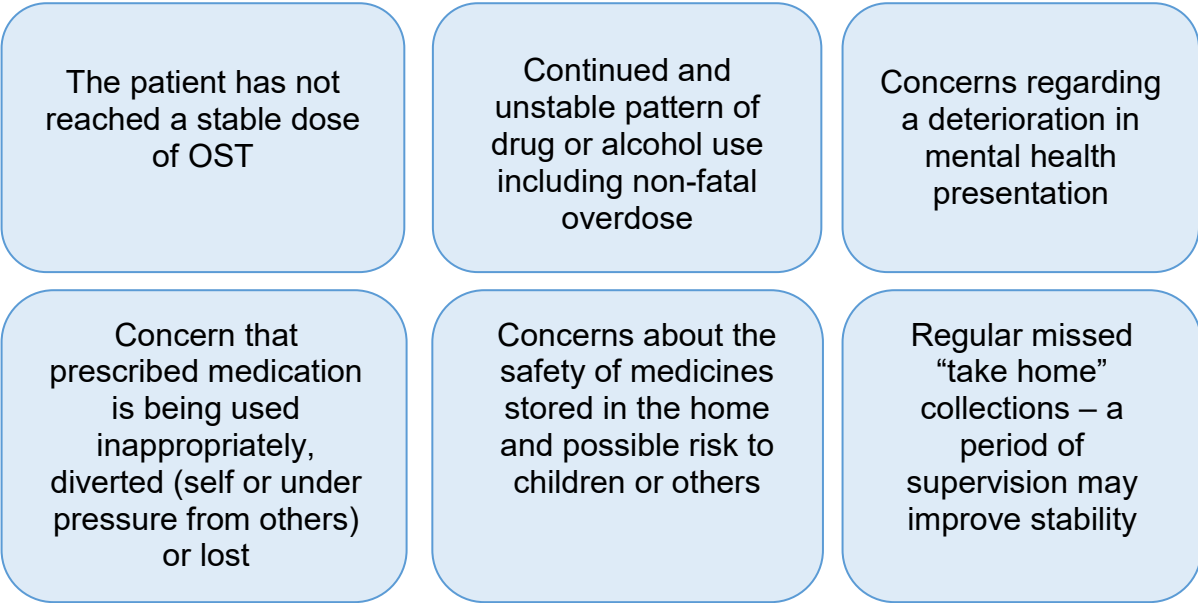 The patient has not
reached a stable dose
of OST
Continued and
unstable pattern of
drug or alcohol use
including non-fatal
overdose
Concerns regarding
a deterioration in
mental health
presentation
Concern that
prescribed medication
is being used
inappropriately,
diverted (self or under
pressure from others)
or lost
Concerns about the
safety of medicines
stored in the home
and possible risk to
children or others
Regular missed
“take home”
collections – a
period of
supervision may
improve stability